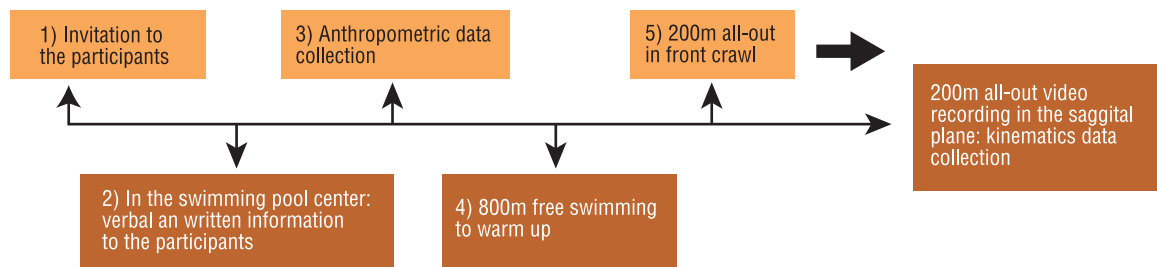 1) Invitation to
the participants
2) In the swimming pool center:
verbal an written information
to the participants
3) Anthropometric data
collection
4) 800m free swimming
to warm up
5) 200m all-out
in front crawl
200m all-out video
recording in the saggital
plane: kinematics data
collection